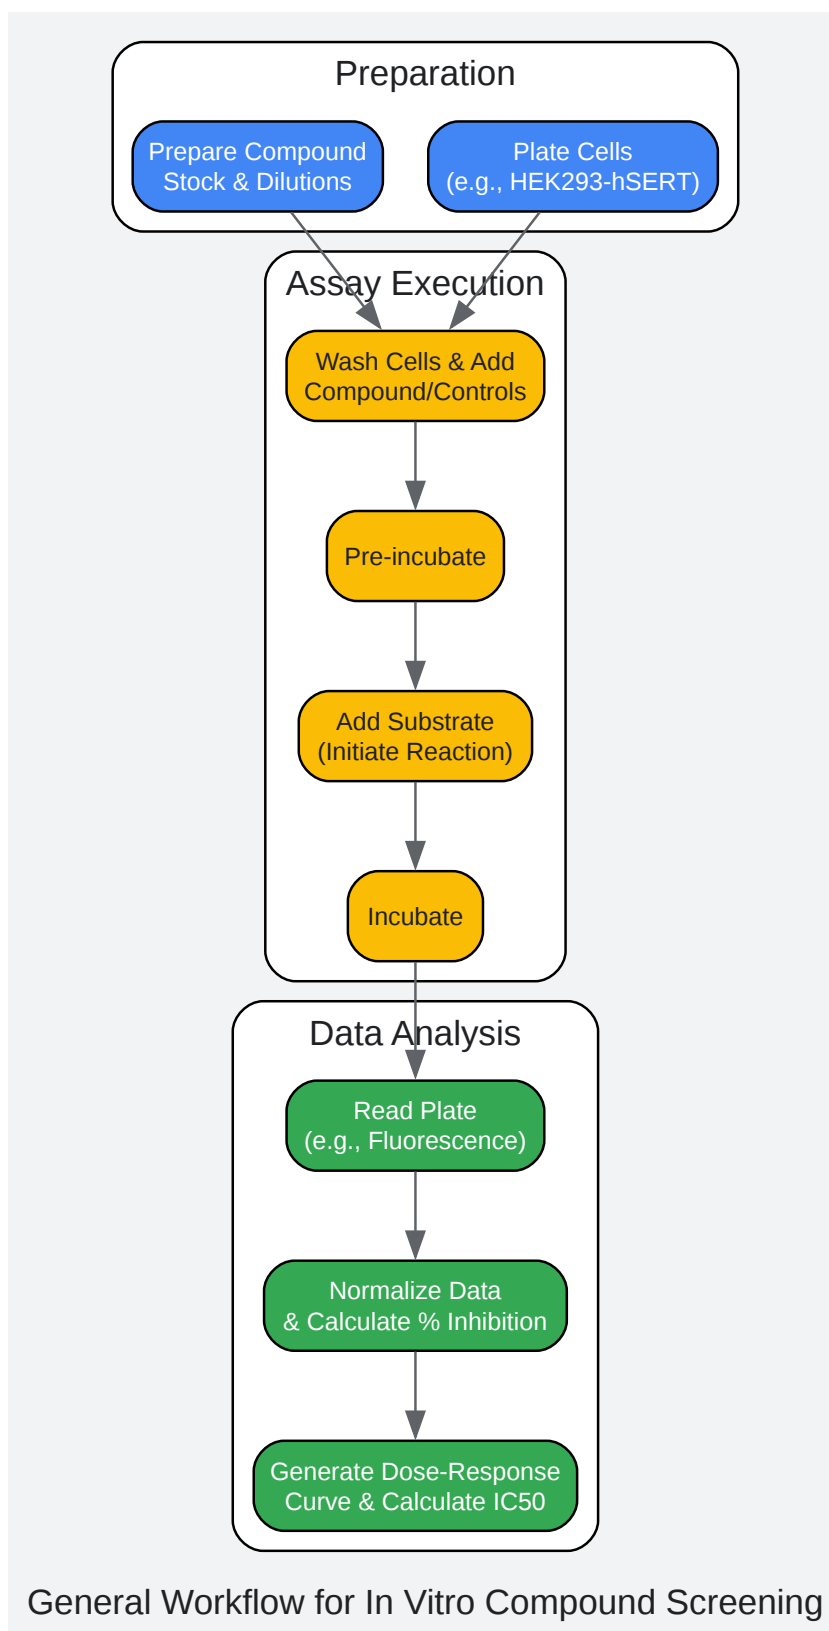 Preparation
Prepare Compound
Stock & Dilutions
Plate Cells
(e.g., HEK293-hSERT)
Assay Execution
Wash Cells & Add
Compound/Controls
Pre-incubate
Add Substrate
(Initiate Reaction)
Incubate
Data Analysis
Read Plate
(e.g., Fluorescence)
Normalize Data
& Calculate % Inhibition
Generate Dose-Response
Curve & Calculate IC50
General Workflow for In Vitro Compound Screening